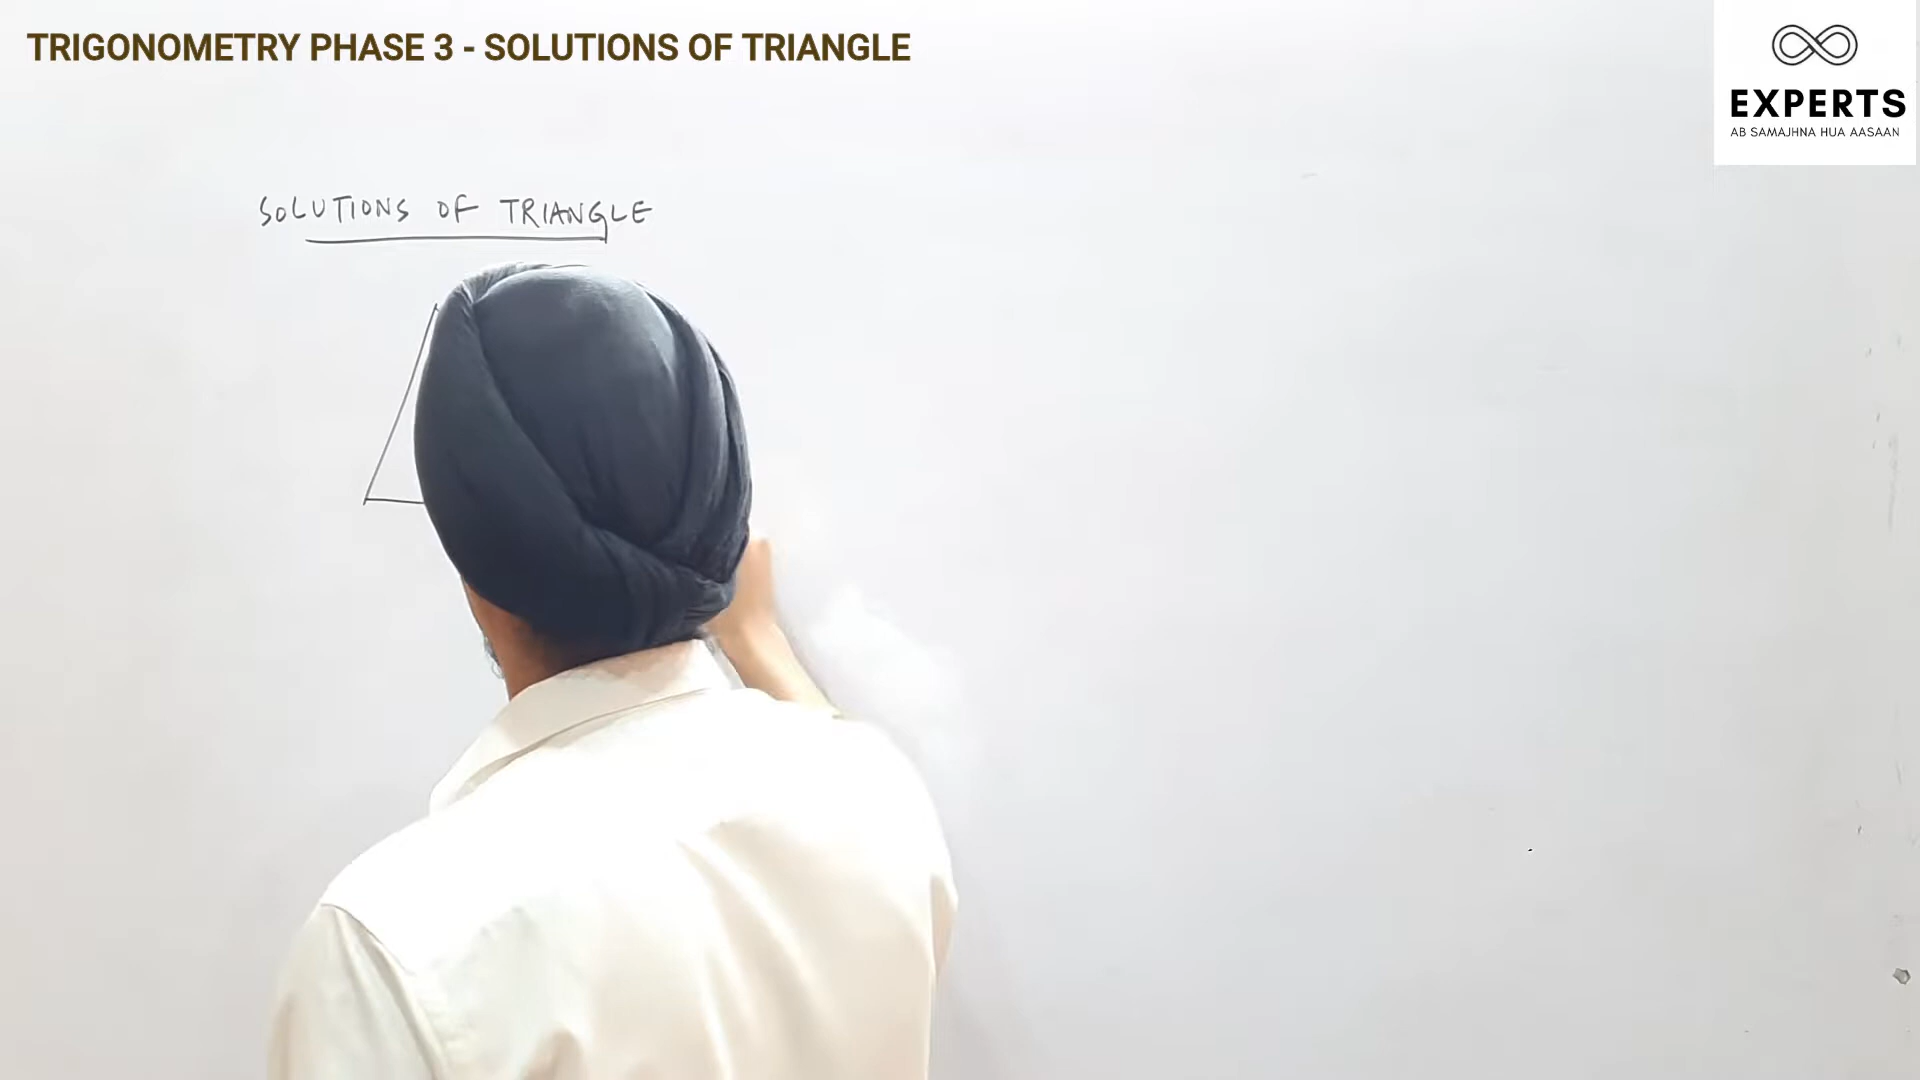 TRIGONOMETRY PHASE 3 - SOLUTIONS OF TRIANGLE
EXPERTS
AB SAMAJHNA HUA AASAAN
SOLUTIONS OF TRIANGLE